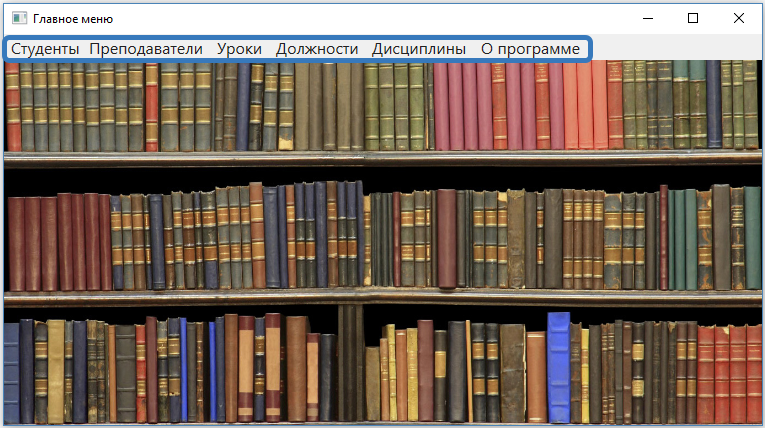 Главное меню
Студенты Преподаватели Уроки Должности Дисциплины О программе